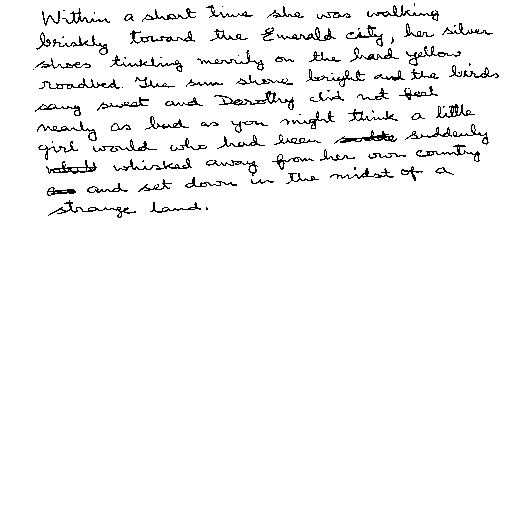 Within a short time she was walking
briskly toward the Emerald City, her silver
shoes tinkling merrily on the hard yellow
roadbed. The sun shone bright and the birds
sang sweet and Dorothy did not feel
nearly as bad as you might think a little
girl would who had been suddenly
whisked away from her own country
and set down in the midst of a
strange land.